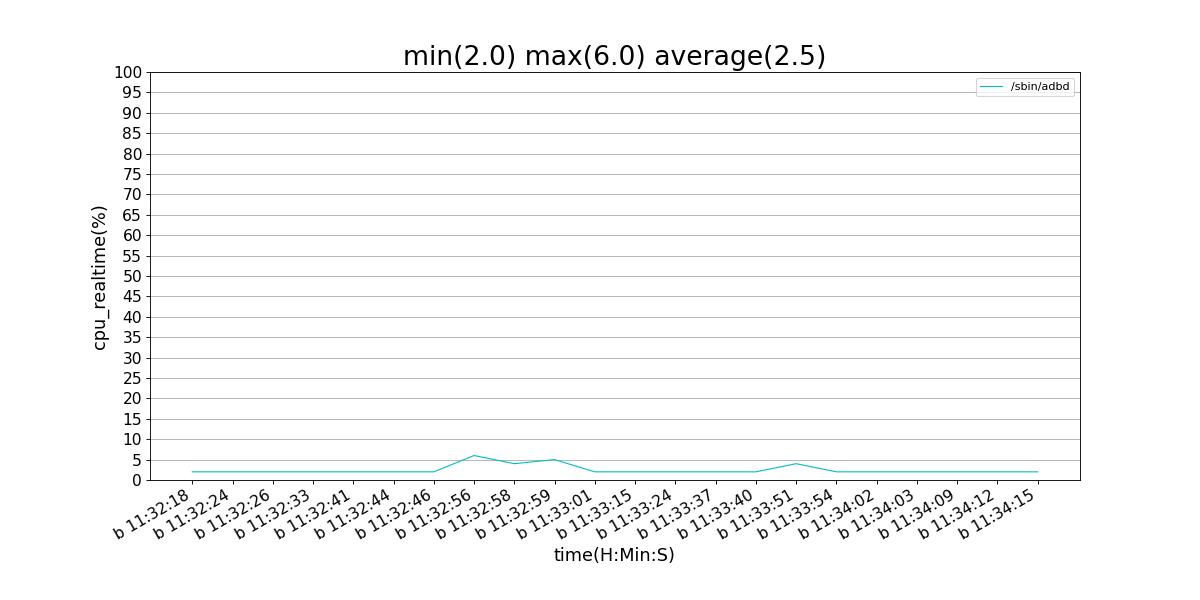 min(2.0) max(6.0) average(2.5)
/sbin/adbd
100
95
90
85
80
75
70
65
60
55
50
45
40
35
30
25
20
15
10
5
0
cpu_realtime(%)
b 11:32:18
b 11:32:24
b 11:32:26
b 11:32:33
b 11:32:41
b 11:32:44
b 11:32:46
b 11:32:56
b 11:32:58
b 11:32:59
b 11:33:01
b 11:33:15
b 11:33:24
b 11:33:37
b 11:33:40
b 11:33:51
b 11:33:54
b 11:34:02
b 11:34:03
b 11:34:09
b 11:34:12
b 11:34:15
time(H:Min:S)